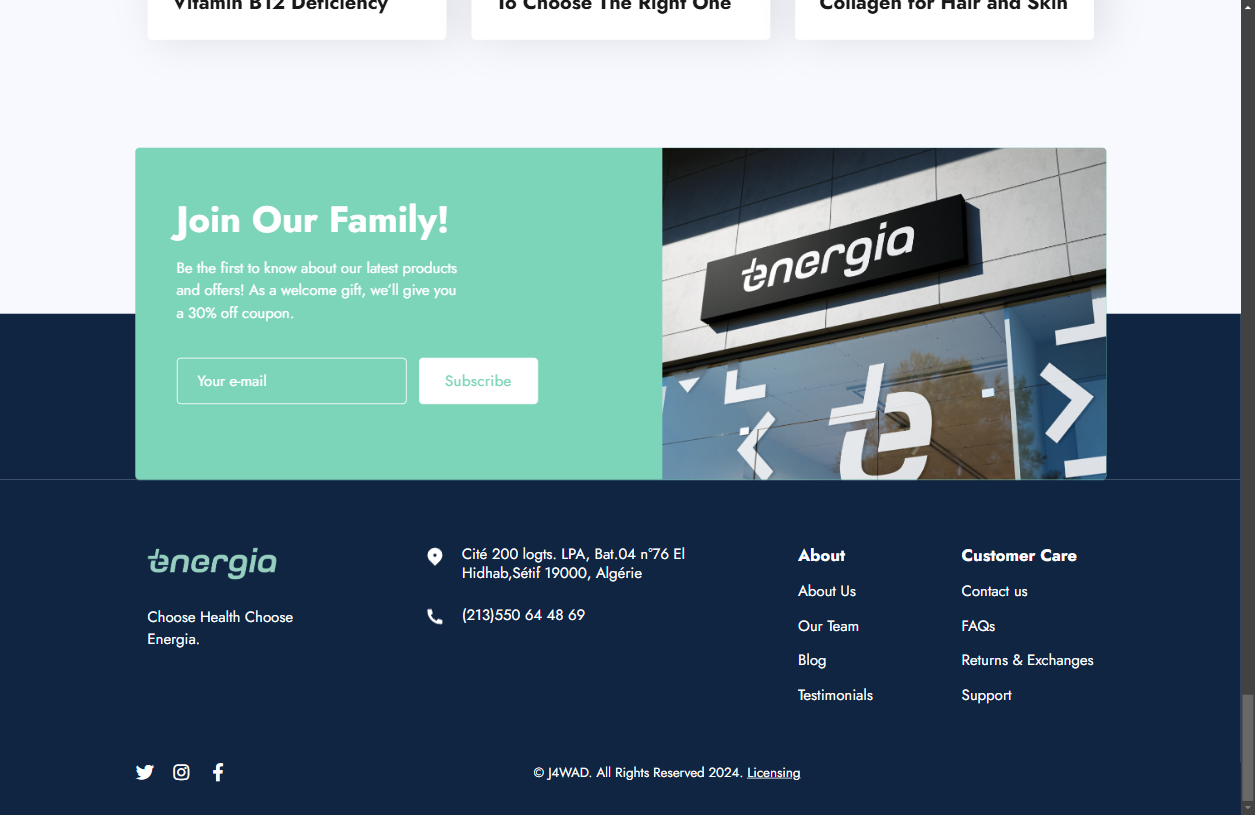 Vitamin B12 Deficiency
To Choose The Right One
Collagen for Hair and Skin
Join Our Family!
Be the first to know about our latest products
and offers! As a welcome gift, we'll give you
a 30% off coupon.
Your e-mail
Subscribe
energia
e
energia
Choose Health Choose
Energia.
Cité 200 logts. LPA, Bat.04 n°76 El
Hidhab,Sétif 19000, Algérie
(213)550 64 48 69
About
About Us
Our Team
Blog
Testimonials
Customer Care
Contact us
FAQs
Returns & Exchanges
Support
© J4WAD. All Rights Reserved 2024. Licensing